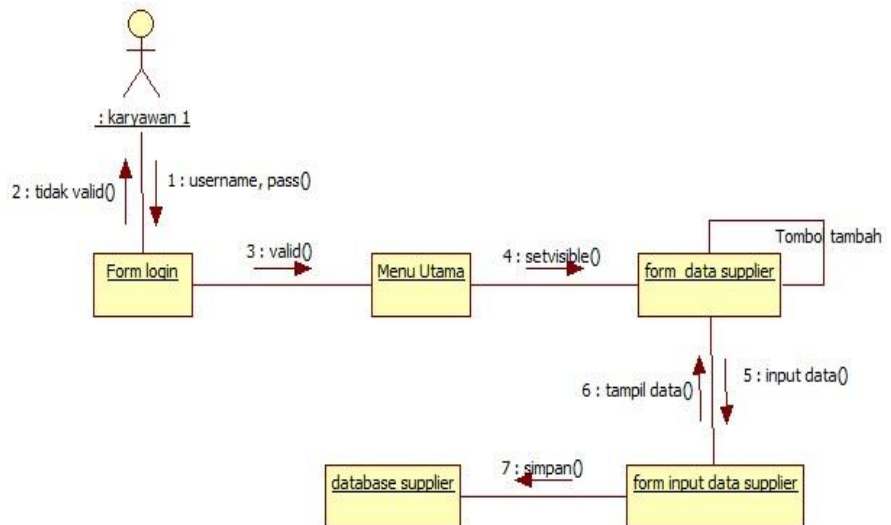 : karyawan 1
1 : username, pass()
2 : tidak valid()
3 : valid()
4 : setvisible()
Tombol tambah
Form login
Menu Utama
form data supplier
5 : input data()
6 : tampil data()
7 : simpan()
database supplier
form input data supplier